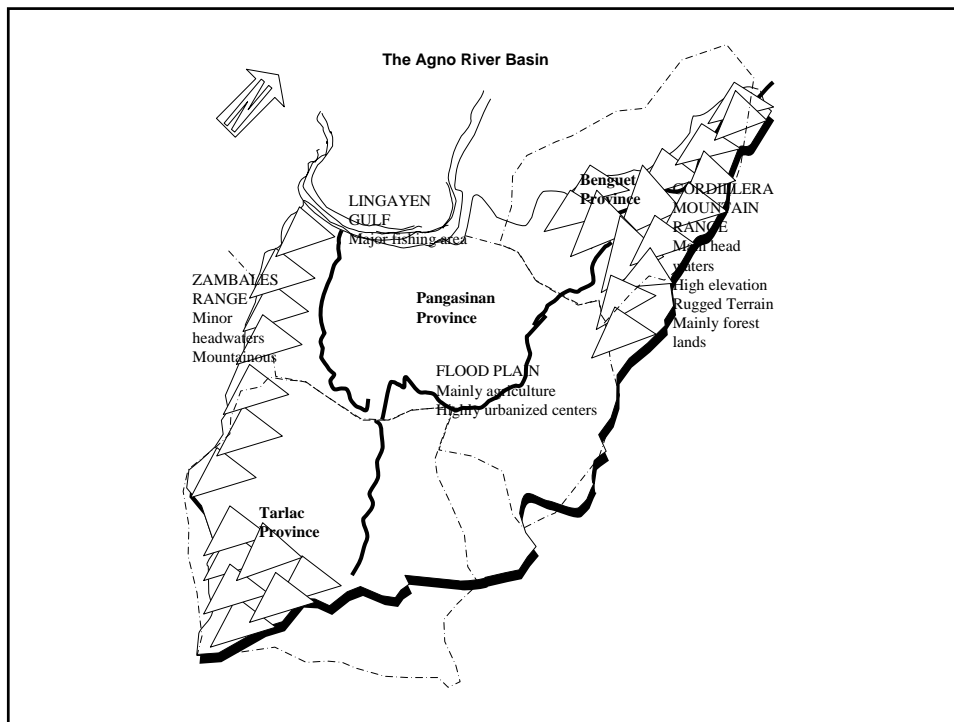 The Agno River Basin
LINGAYEN
GULF
Major fishing area
Benguet
Province
CORDILLERA
MOUNTAIN
RANGE
Main head
waters
High elevation
Rugged Terrain
Mainly forest
lands
ZAMBALES
RANGE
Minor
headwaters
Mountainous
Pangasinan
Province
FLOOD PLAIN
Mainly agriculture
Highly urbanized centers
Tarlac
Province